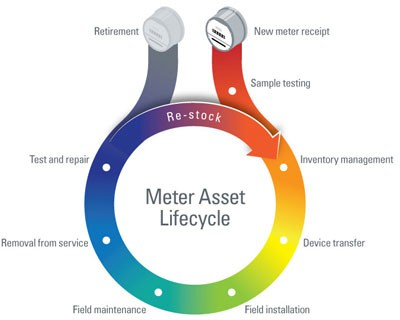 Retirement
New meter receipt
Sample testing
Re-stock
Test and repair
Inventory management
Meter Asset
Lifecycle
Removal from service
Device transfer
Field maintenance
Field installation